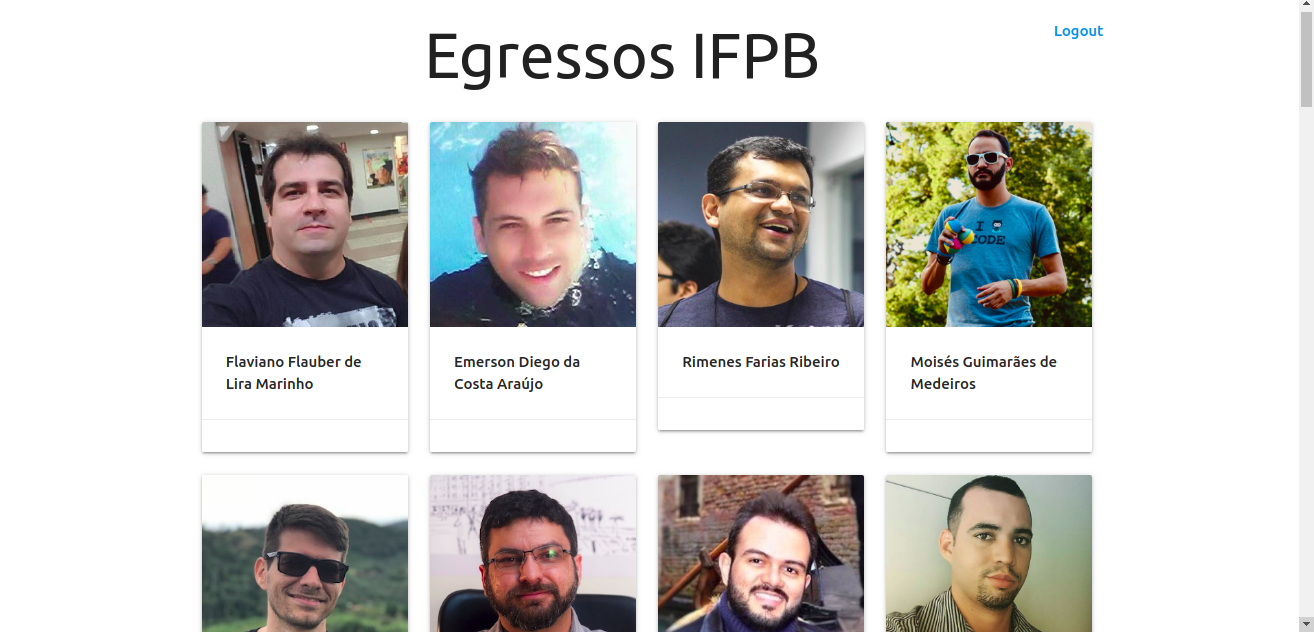 Logout
Egressos IFPB
I
CODE
Flaviano Flauber de
Lira Marinho
Emerson Diego da
Costa Araújo
Rimenes Farias Ribeiro
Moisés Guimarães de
Medeiros